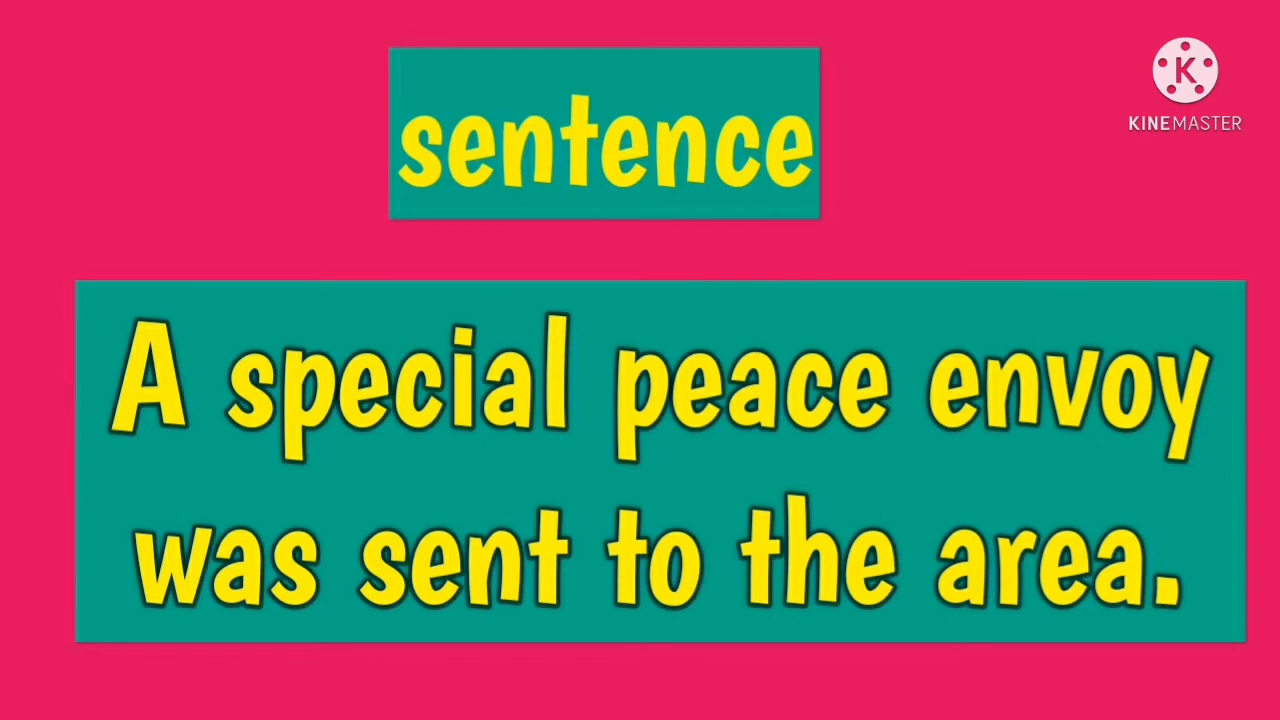 sentence
KINEMASTER
A special peace envoy
was sent to the area.